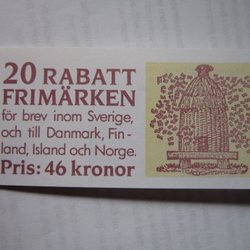 20 RABATT
FRIMÄRKEN
för brev inom Sverige,
och till Danmark, Fin-
land, Island och Norge.
Pris: 46 kronor